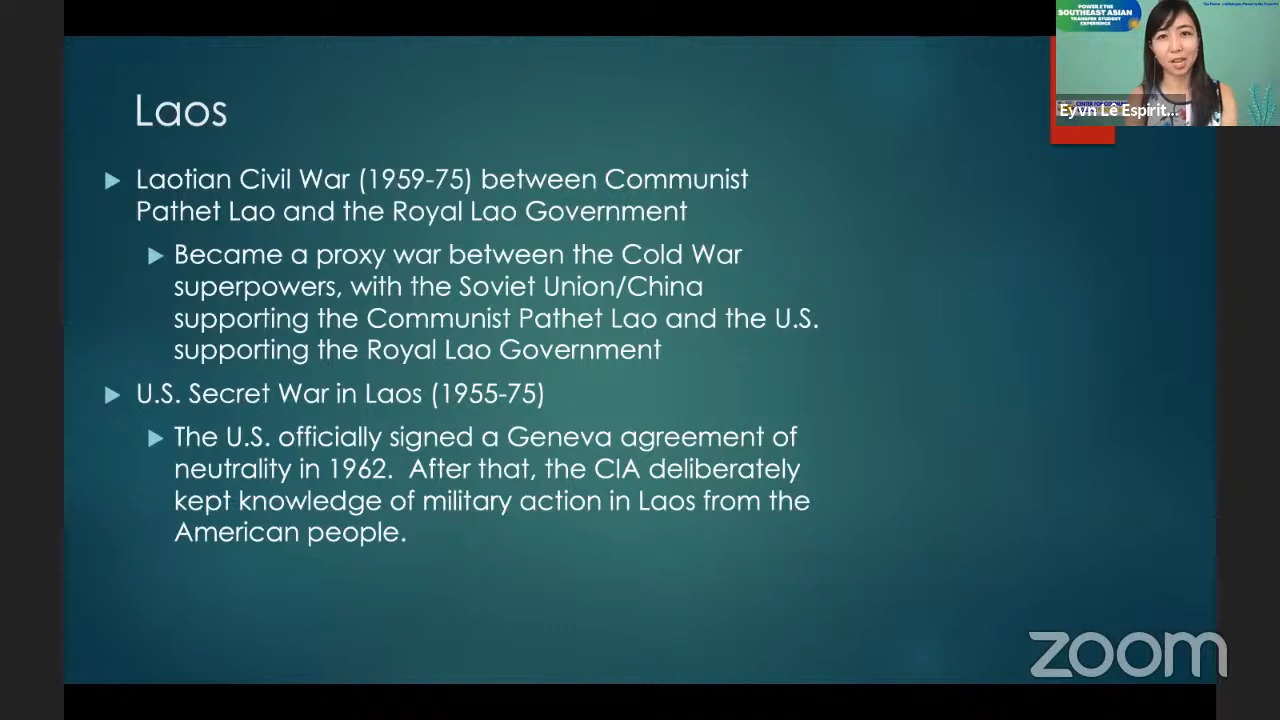 POWER 2 THE
SOUTHEAST ASIAN
TRANSFER STUDENT
EXPERIENCE
Eyvn Le Espirit...
Laos
Laotian Civil War (1959-75) between Communist
Pathet Lao and the Royal Lao Government
Became a proxy war between the Cold War
superpowers, with the Soviet Union/China
supporting the Communist Pathet Lao and the U.S.
supporting the Royal Lao Government
U.S. Secret War in Laos (1955-75)
The U.S. officially signed a Geneva agreement of
neutrality in 1962. After that, the CIA deliberately
kept knowledge of military action in Laos from the
American people.
zoom